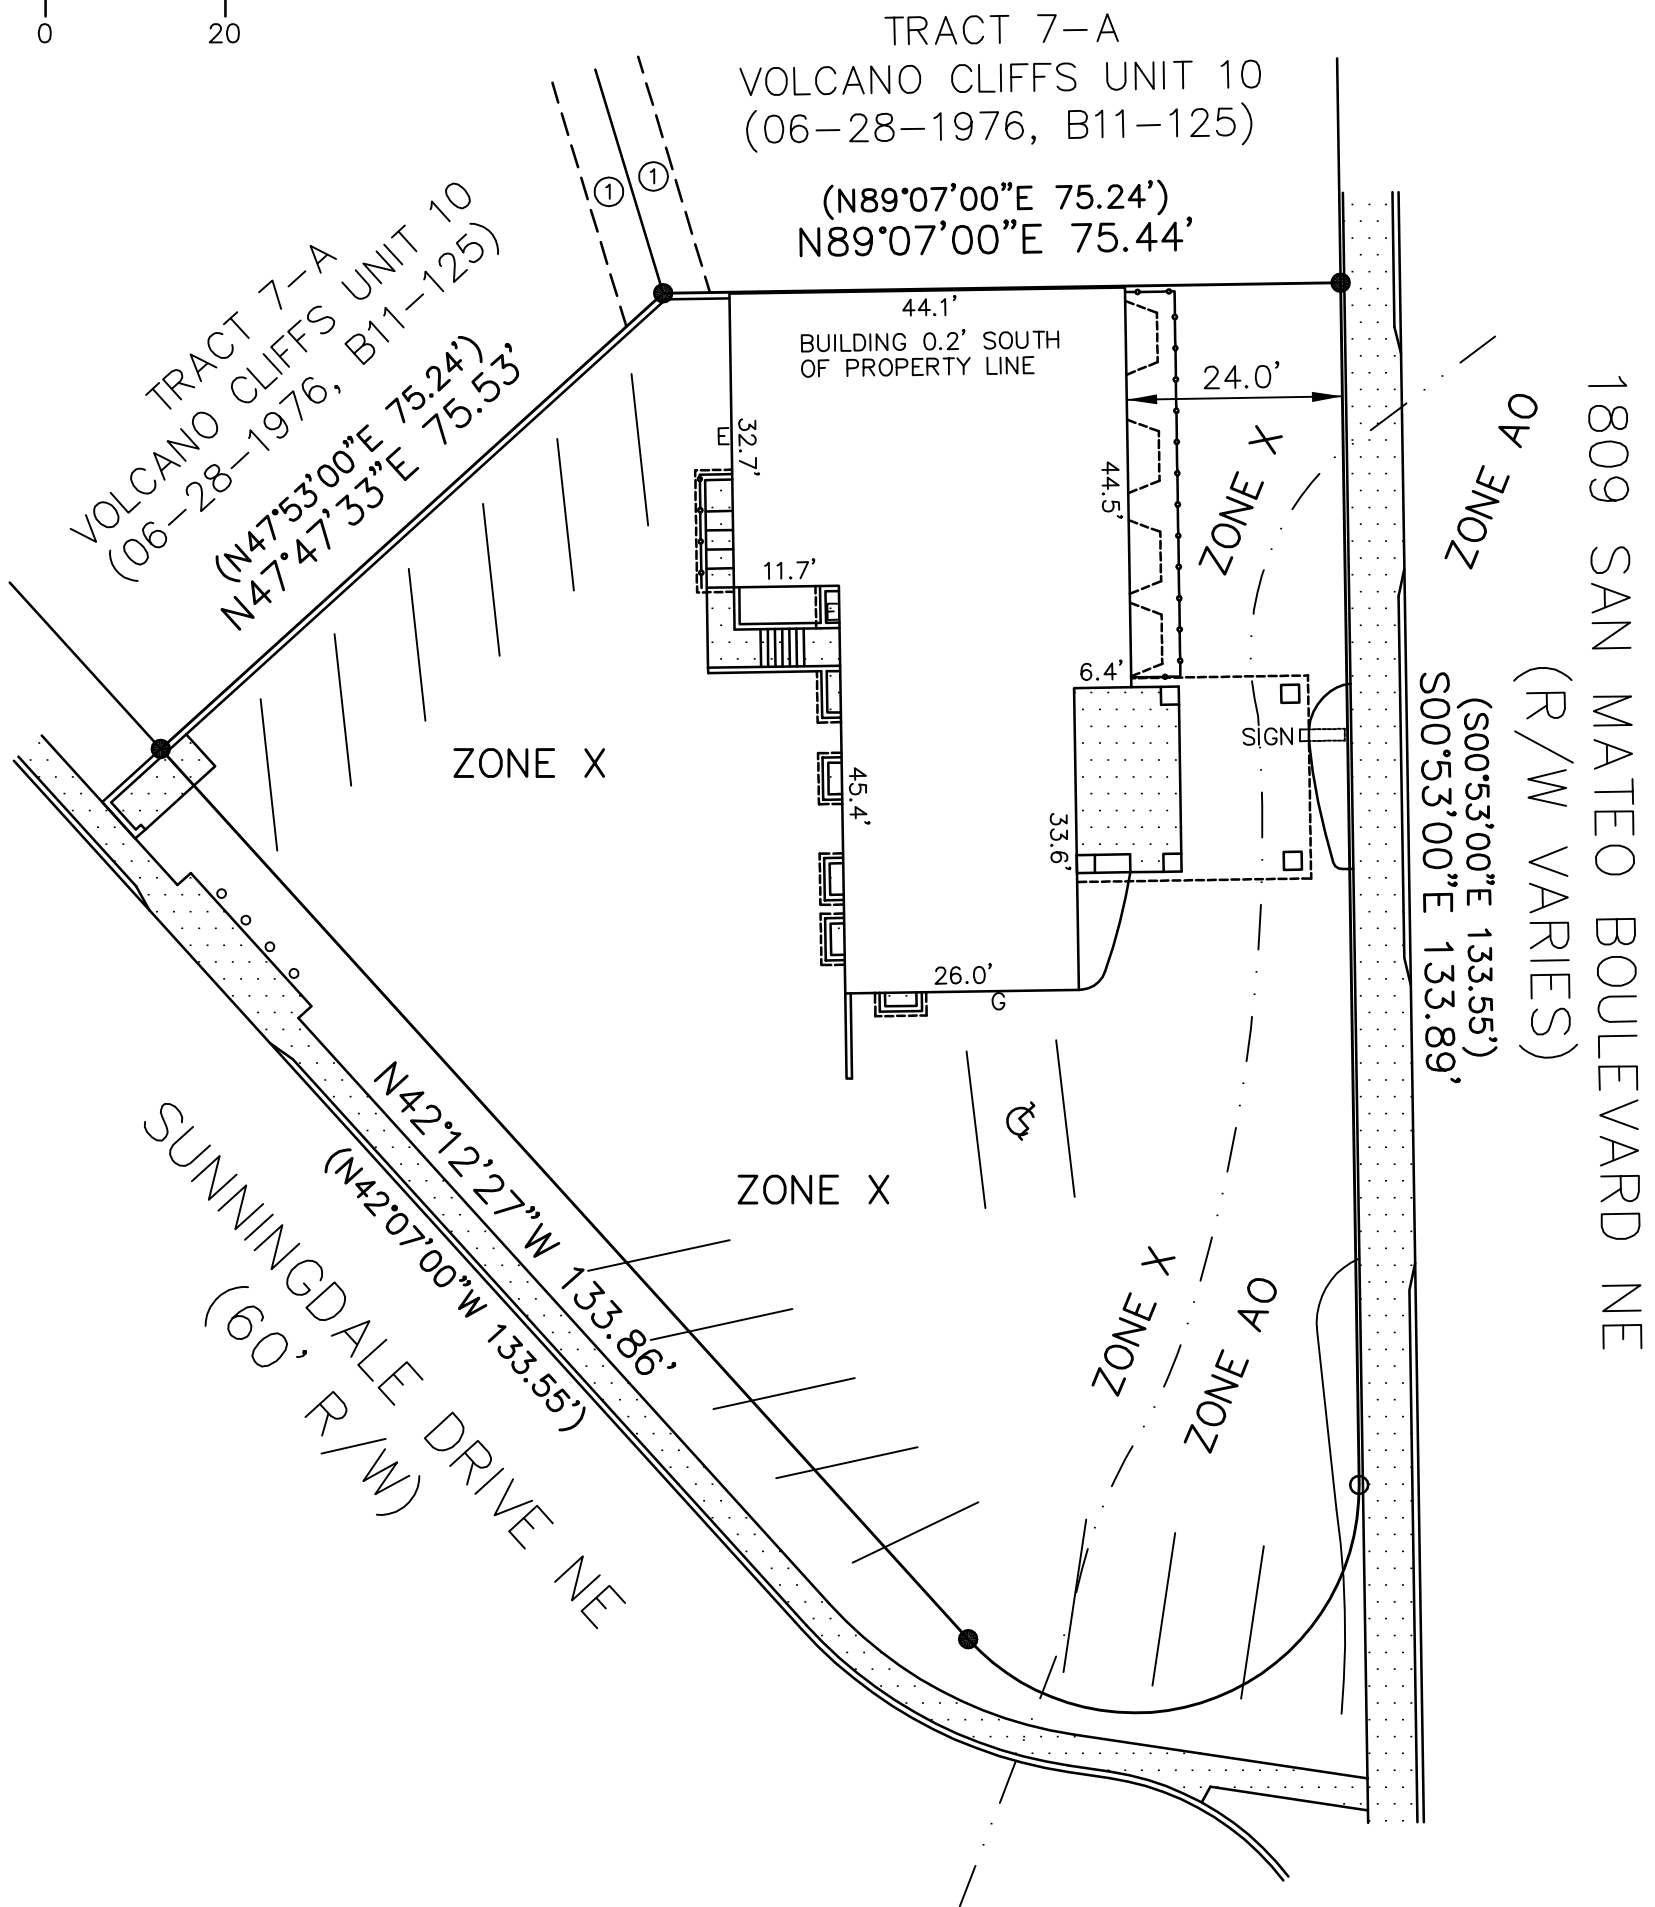 0
20
TRACT 7-A
VOLCANO CLIFFS UNIT 10
(06-28-1976, B11-125)
(N89°07'00"E 75.24')
N89°07'00"E 75.44'
1
1
TRACT 7-A
VOLCANO CLIFFS UNIT 10
(06-28-1976, B11-125)
(N47°53'00"E 75.24')
N47°47'33"E 75.53'
44.1'
BUILDING 0.2' SOUTH
OF PROPERTY LINE
24.0'
E
32.7'
44.5'
ZONE X
ZONE AO
11.7'
6.4'
SIGN
ZONE X
45.4'
33.6'
26.0'
G
1809 SAN MATEO BOULEVARD NE
(R/W VARIES)
(S00°53'00"E 133.55')
S00°53'00"E 133.89'
N42°12'27"W 133.86'
(N42°07'00"W 133.55')
SUNNINGDALE DRIVE NE
(60' R/W)
ZONE X
ZONE X
ZONE AO